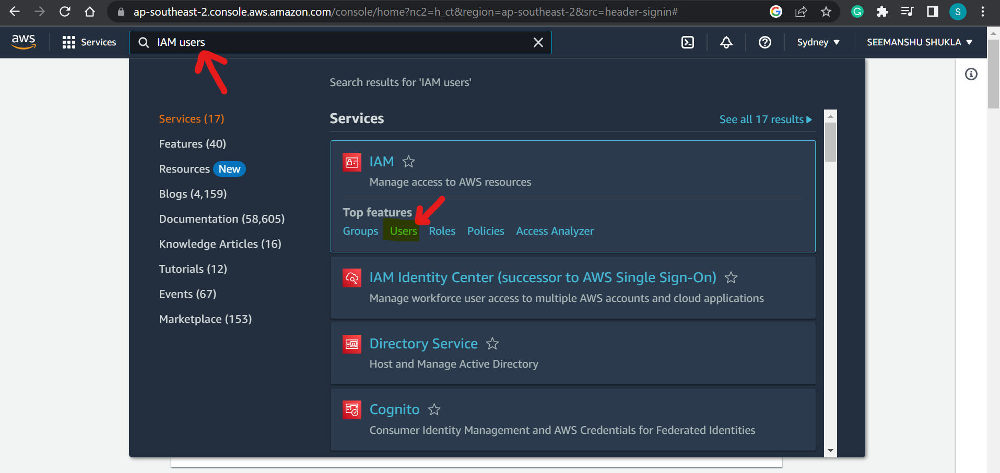 ap-southeast-2.console.aws.amazon.com/console/home?nc2=h_ct&region=ap-southeast-2&src=header-signin#
G
S
aws
Services
IAM users
Sydney
SEEMANSHU SHUKLA
Search results for 'IAM users'
Services (17)
Features (40)
Resources New
Blogs (4,159)
Documentation (58,605)
Knowledge Articles (16)
Tutorials (12)
Events (67)
Marketplace (153)
Services
See all 17 results
IAM
Manage access to AWS resources
Top features
Groups Users Roles Policies Access Analyzer
IAM Identity Center (successor to AWS Single Sign-On)
Manage workforce user access to multiple AWS accounts and cloud applications
Directory Service
Host and Manage Active Directory
Cognito
Consumer Identity Management and AWS Credentials for Federated Identities